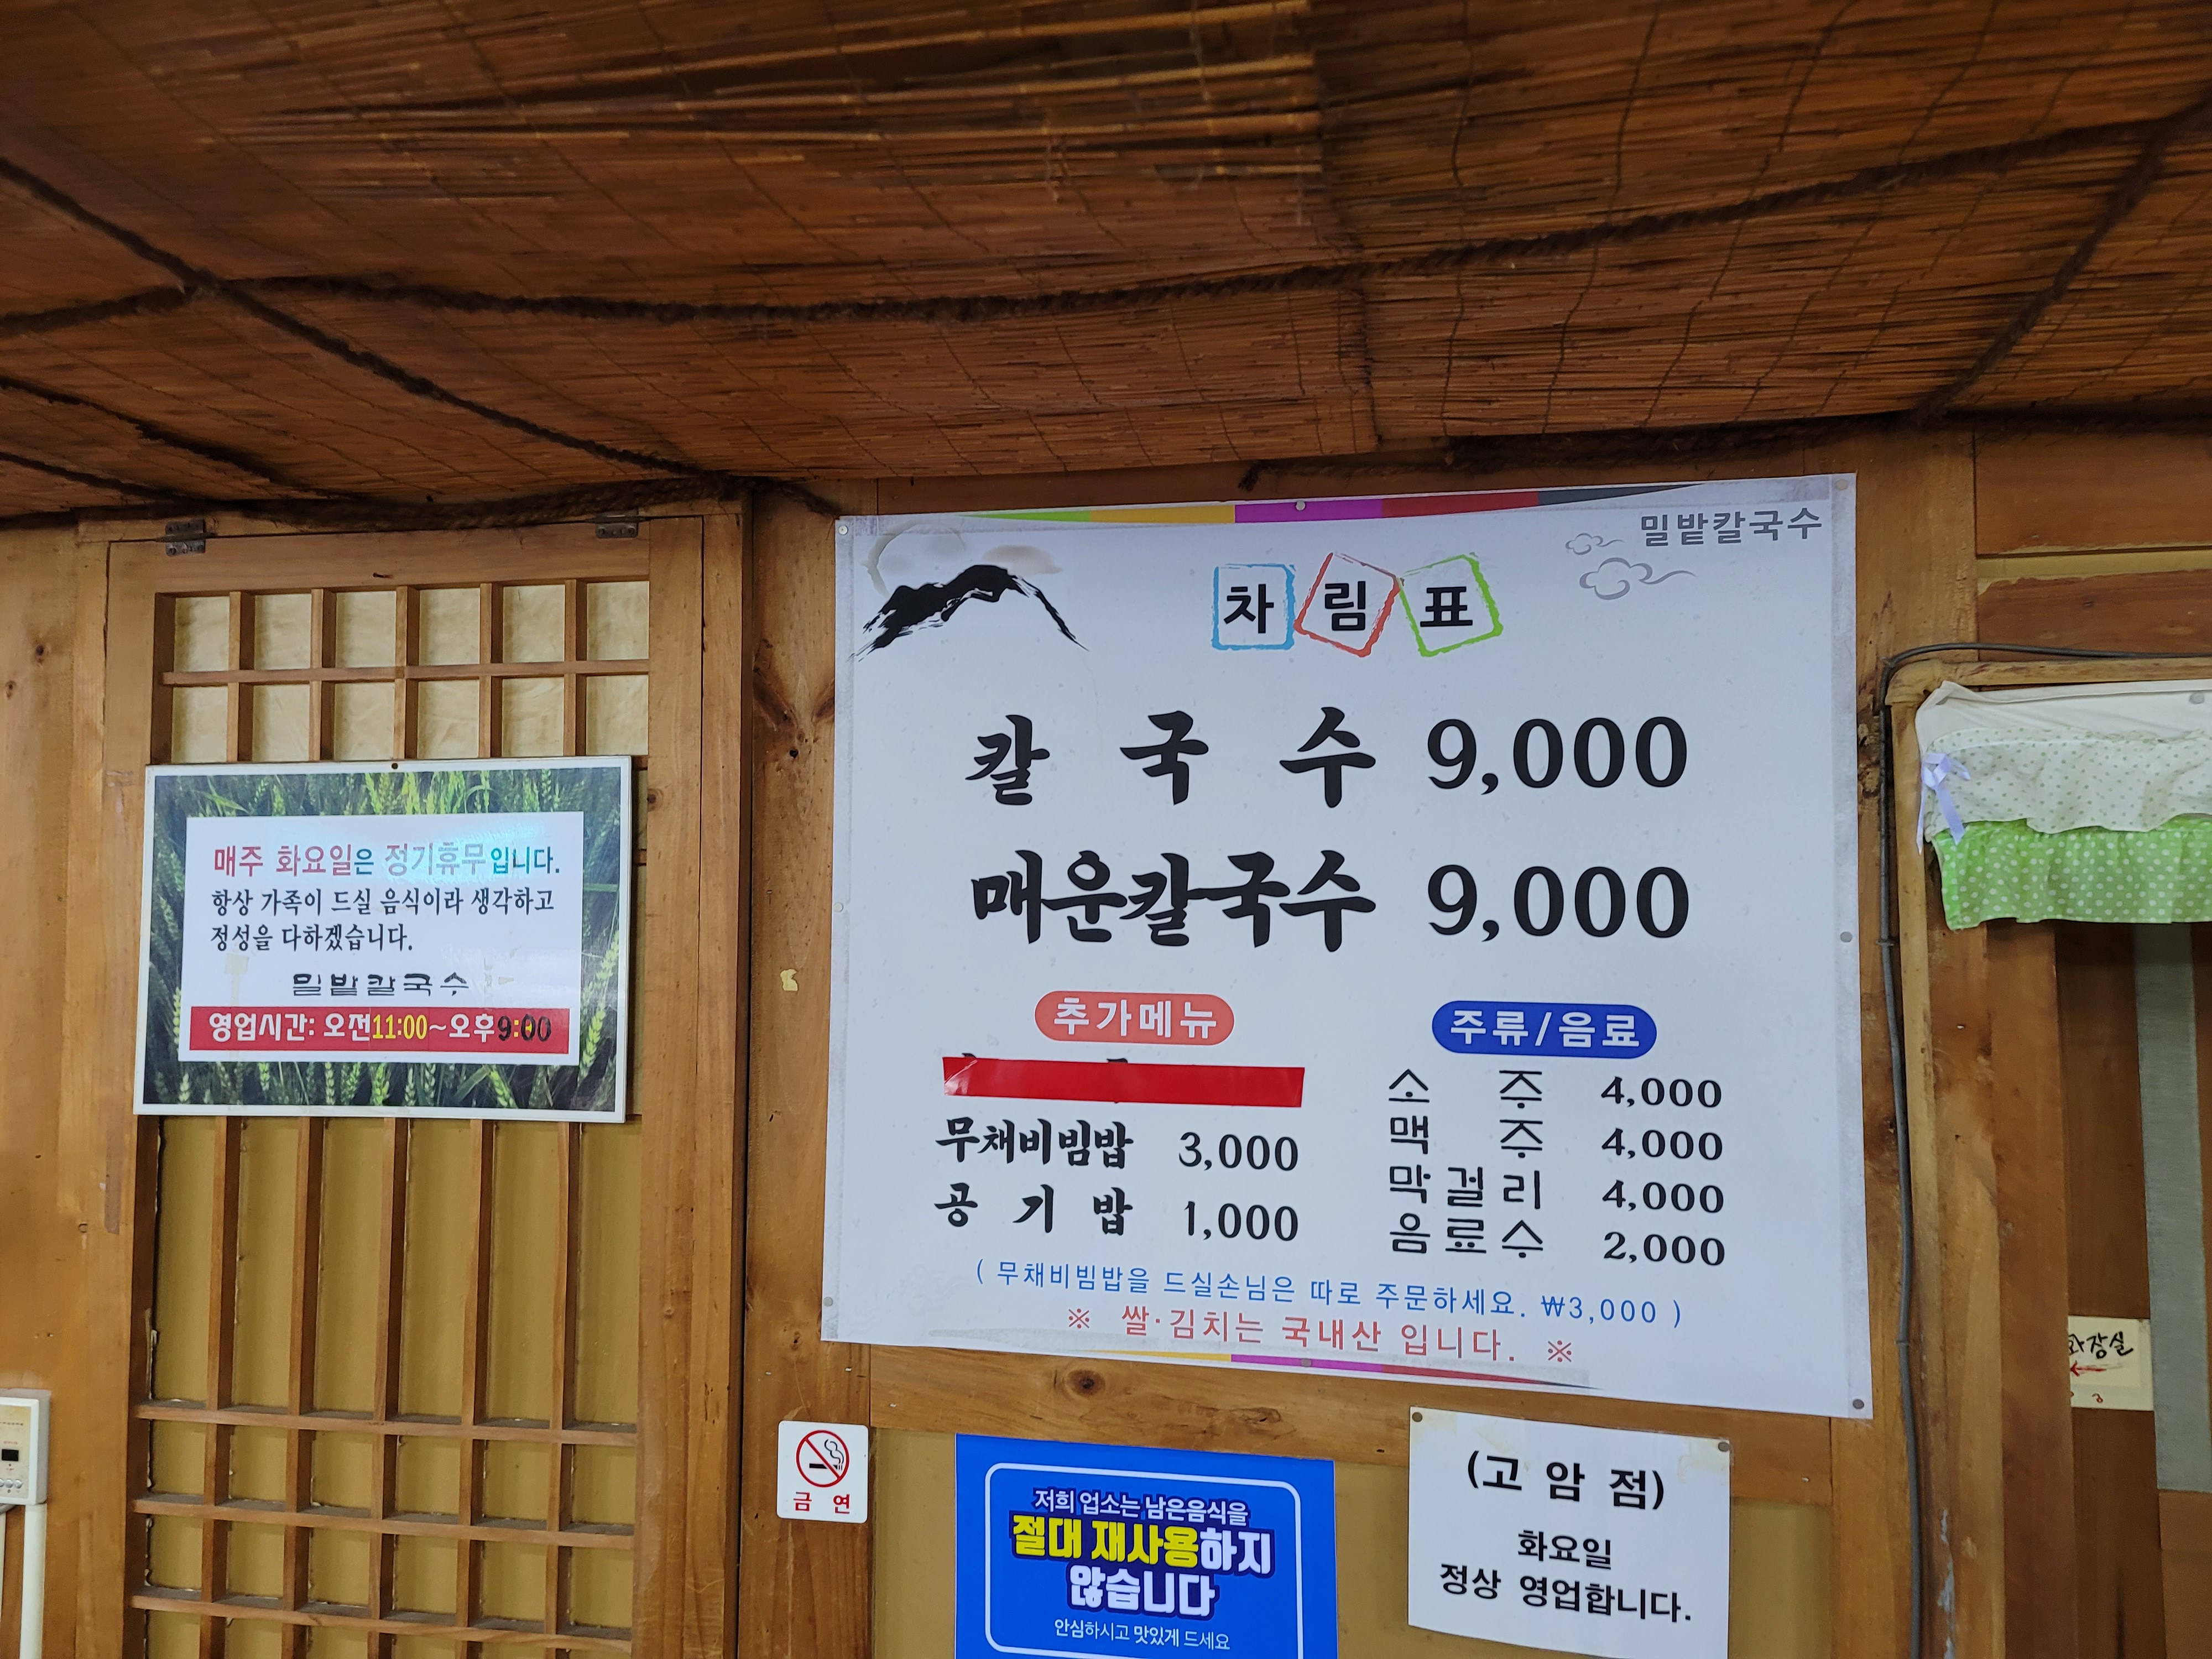 매주 화요일은 정기휴무입니다.
항상 가족이 드실 음식이라 생각하고
정성을 다하겠습니다.
밀밭칼국수
영업시간: 오전11:00~오후9:00
밀밭칼국수
차림표
칼국수 9,000
매운칼국수 9,000
추가메뉴
무채비빔밥 3,000
공기밥 1,000
주류/음료
소주 4,000
맥주 4,000
막걸리 4,000
음료수 2,000
( 무채비빔밥을 드실손님은 따로 주문하세요. ₩3,000 )
※ 쌀·김치는 국내산 입니다. ※
금연
저희 업소는 남은음식을
절대 재사용하지
않습니다
안심하시고 맛있게 드세요
(고암점)
화요일
정상 영업합니다.
화장실